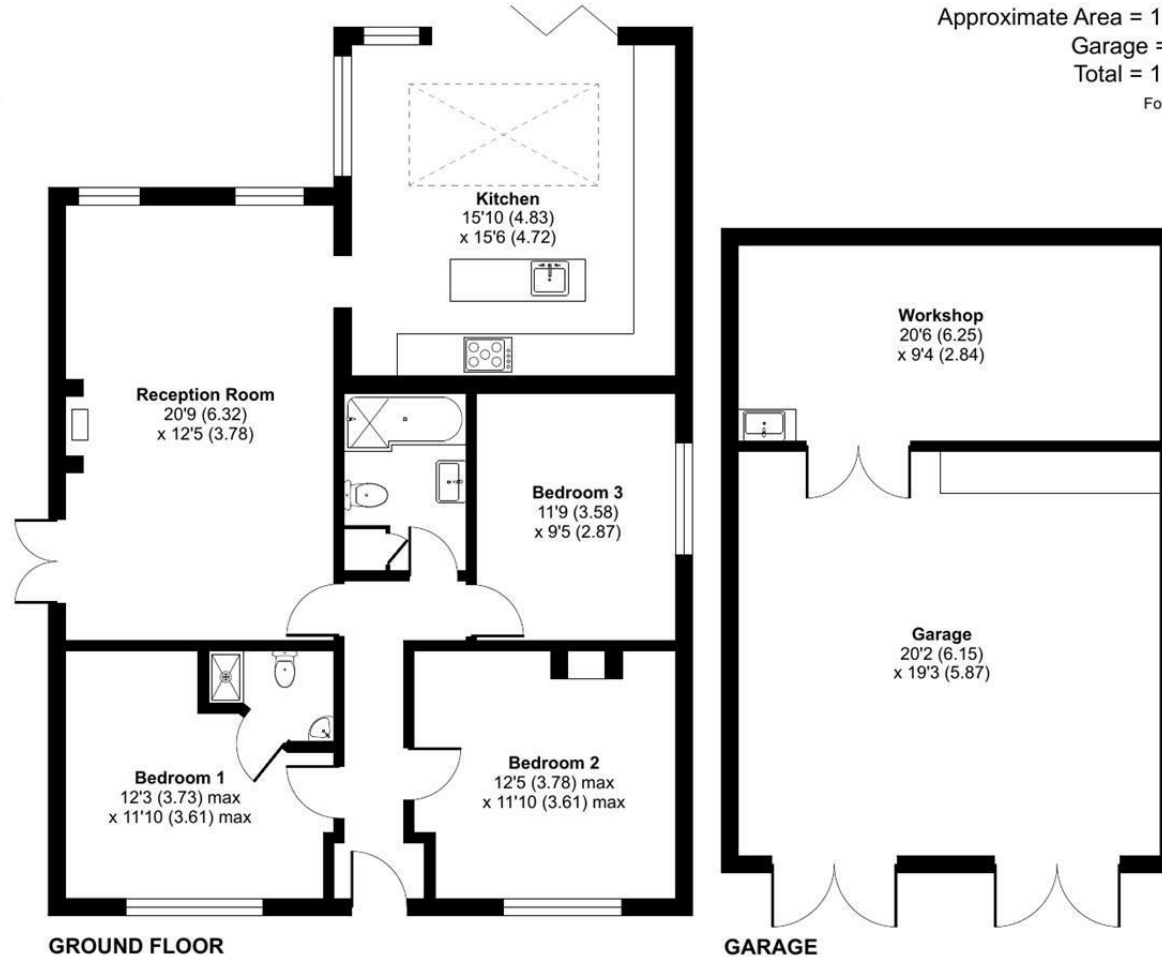 Approximate Area = 1
Garage =
Total = 1
Fo
Kitchen
15'10 (4.83)
x 15'6 (4.72)
Reception Room
20'9 (6.32)
x 12'5 (3.78)
Bedroom 3
11'9 (3.58)
x 9'5 (2.87)
Bedroom 1
12'3 (3.73) max
x 11'10 (3.61) max
Bedroom 2
12'5 (3.78) max
x 11'10 (3.61) max
GROUND FLOOR
Workshop
20'6 (6.25)
x 9'4 (2.84)
Garage
20'2 (6.15)
x 19'3 (5.87)
GARAGE